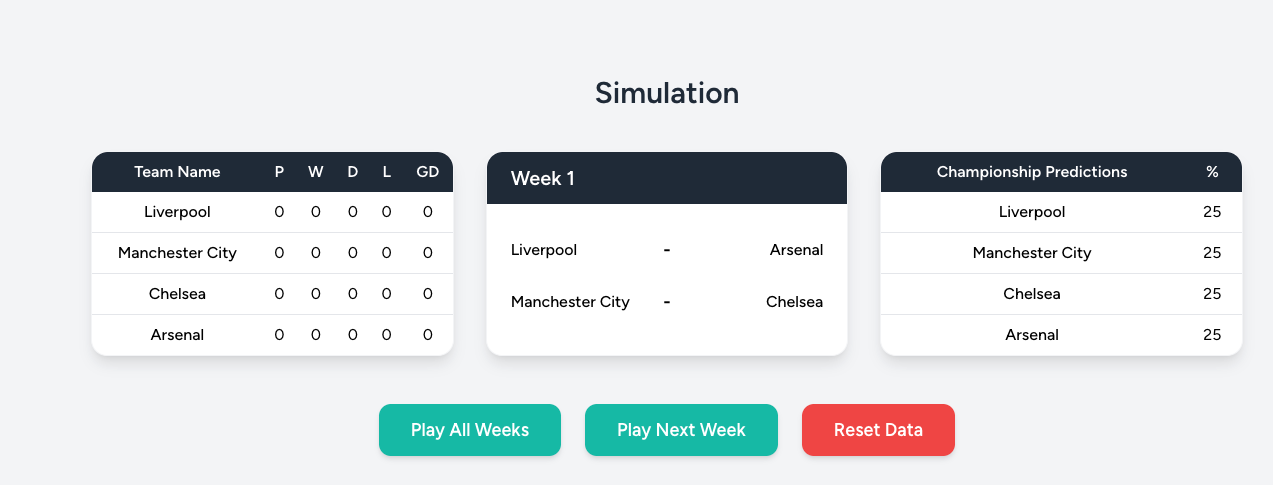 Simulation
Team Name P W D L GD
Liverpool 0 0 0 0 0
Manchester City 0 0 0 0 0
Chelsea 0 0 0 0 0
Arsenal 0 0 0 0 0
Week 1
Liverpool - Arsenal
Manchester City - Chelsea
Championship Predictions %
Liverpool 25
Manchester City 25
Chelsea 25
Arsenal 25
Play All Weeks
Play Next Week
Reset Data